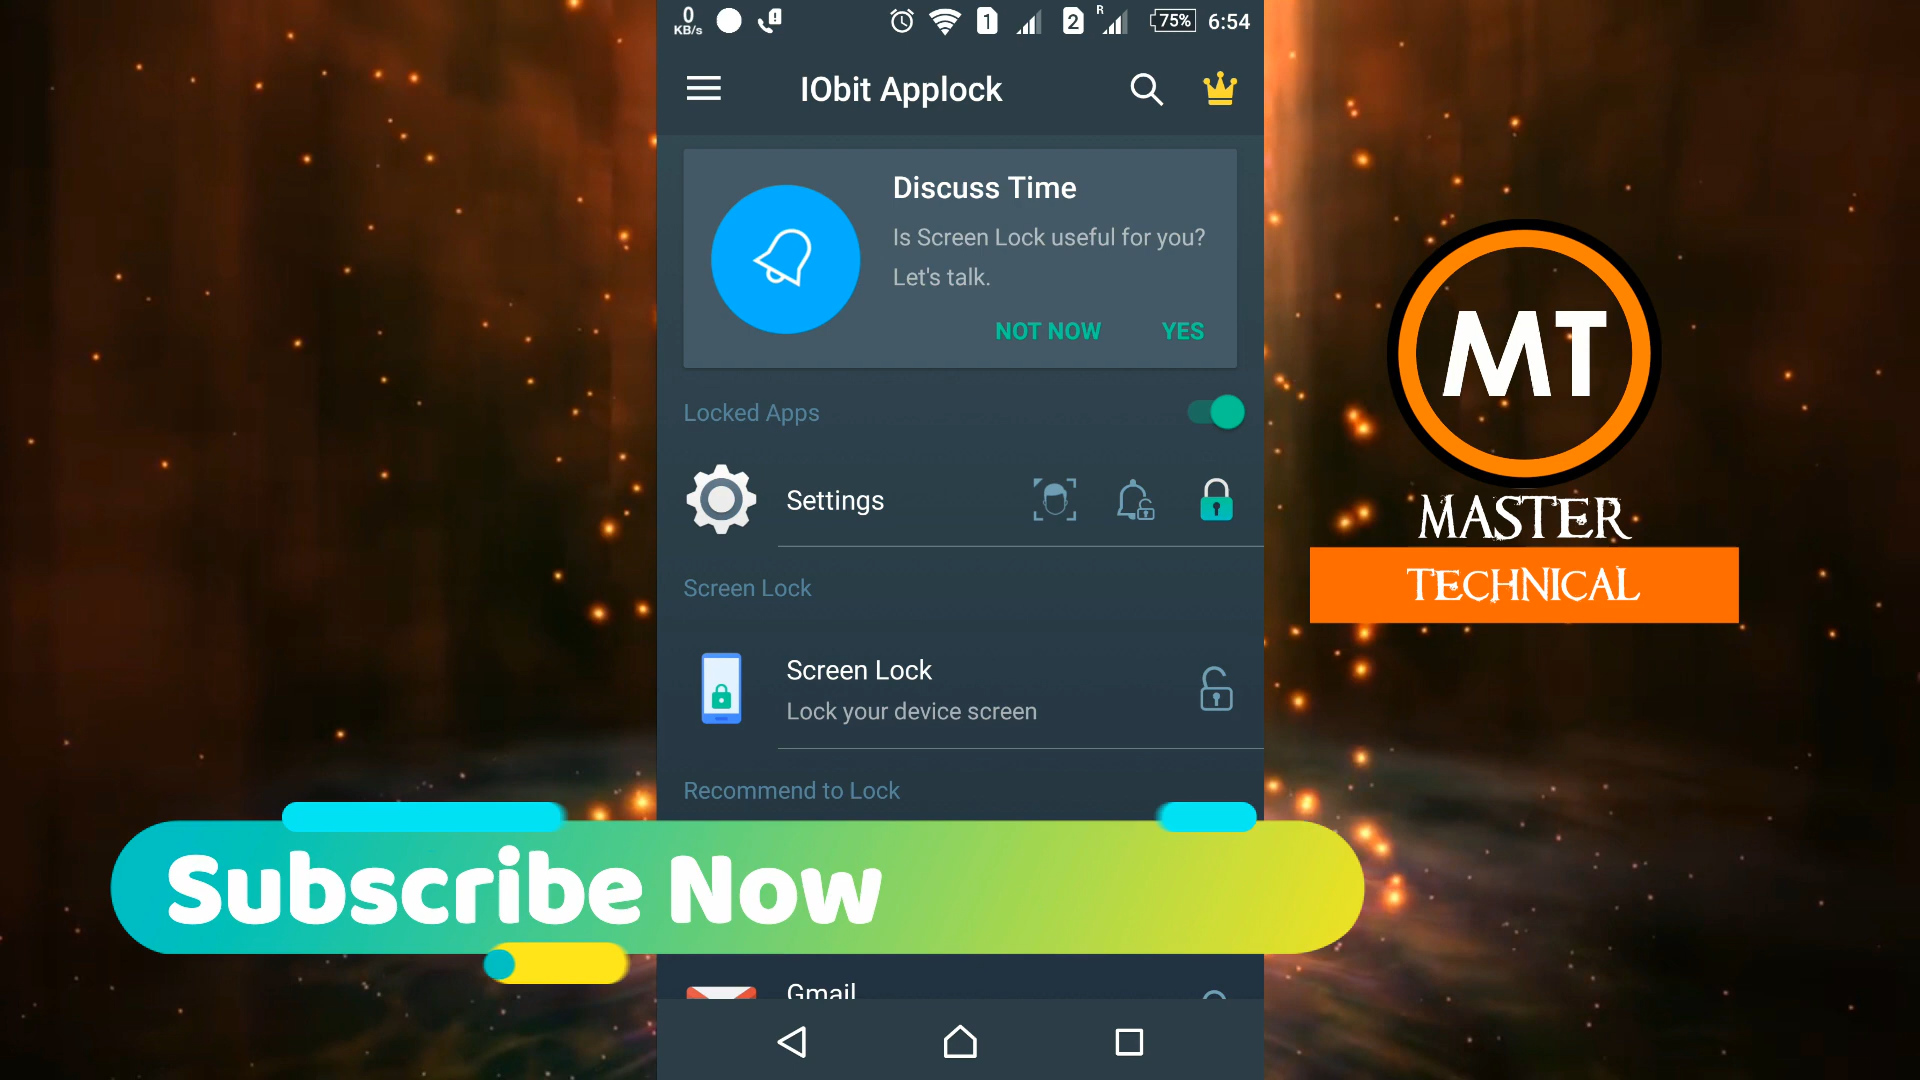 0
KB/s
1
2
R
75%
6:54
IObit Applock
Discuss Time
Is Screen Lock useful for you?
Let's talk.
NOT NOW
YES
Locked Apps
Settings
Screen Lock
Screen Lock
Lock your device screen
Recommend to Lock
Subscribe Now
Gmail
MT
MASTER
TECHNICAL